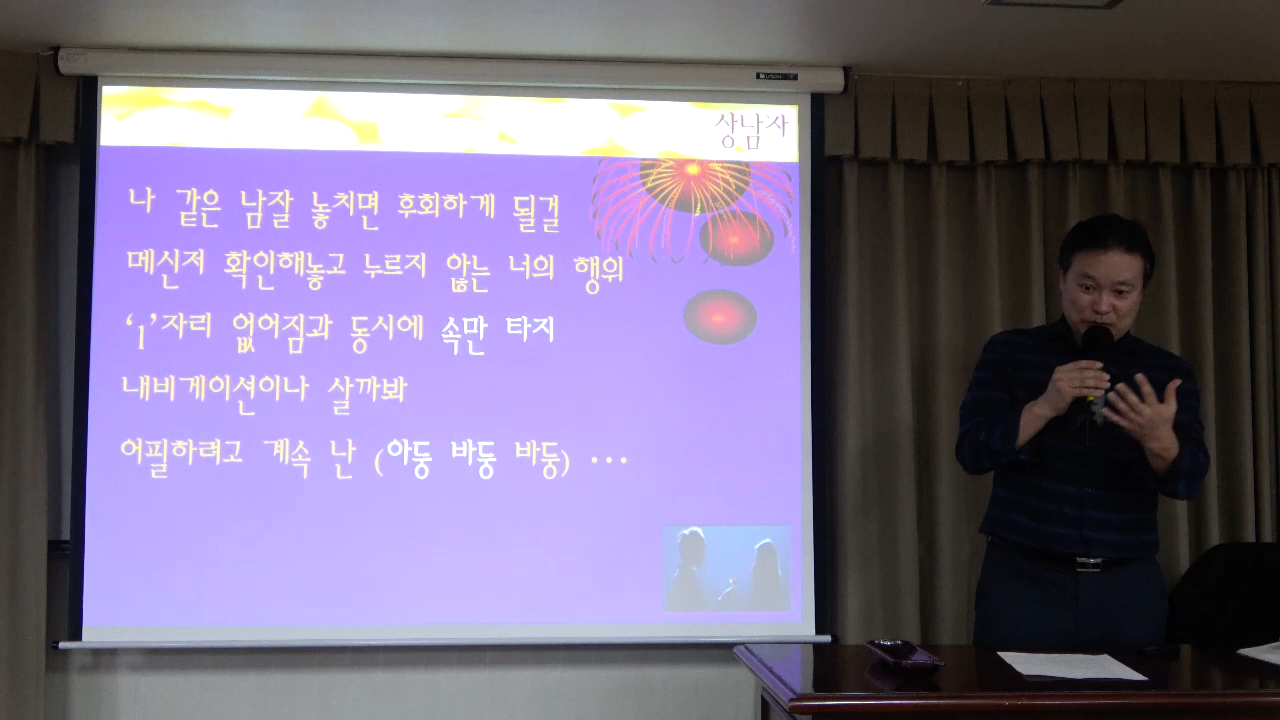 상남자
나 같은 남잘 놓치면 후회하게 될걸
메신저 확인해놓고 누르지 않는 너의 행위
‘1’자리 없어짐과 동시에 속만 타지
내비게이션이나 살까봐
어필하려고 계속 난 (아둥 바둥 바둥) ···